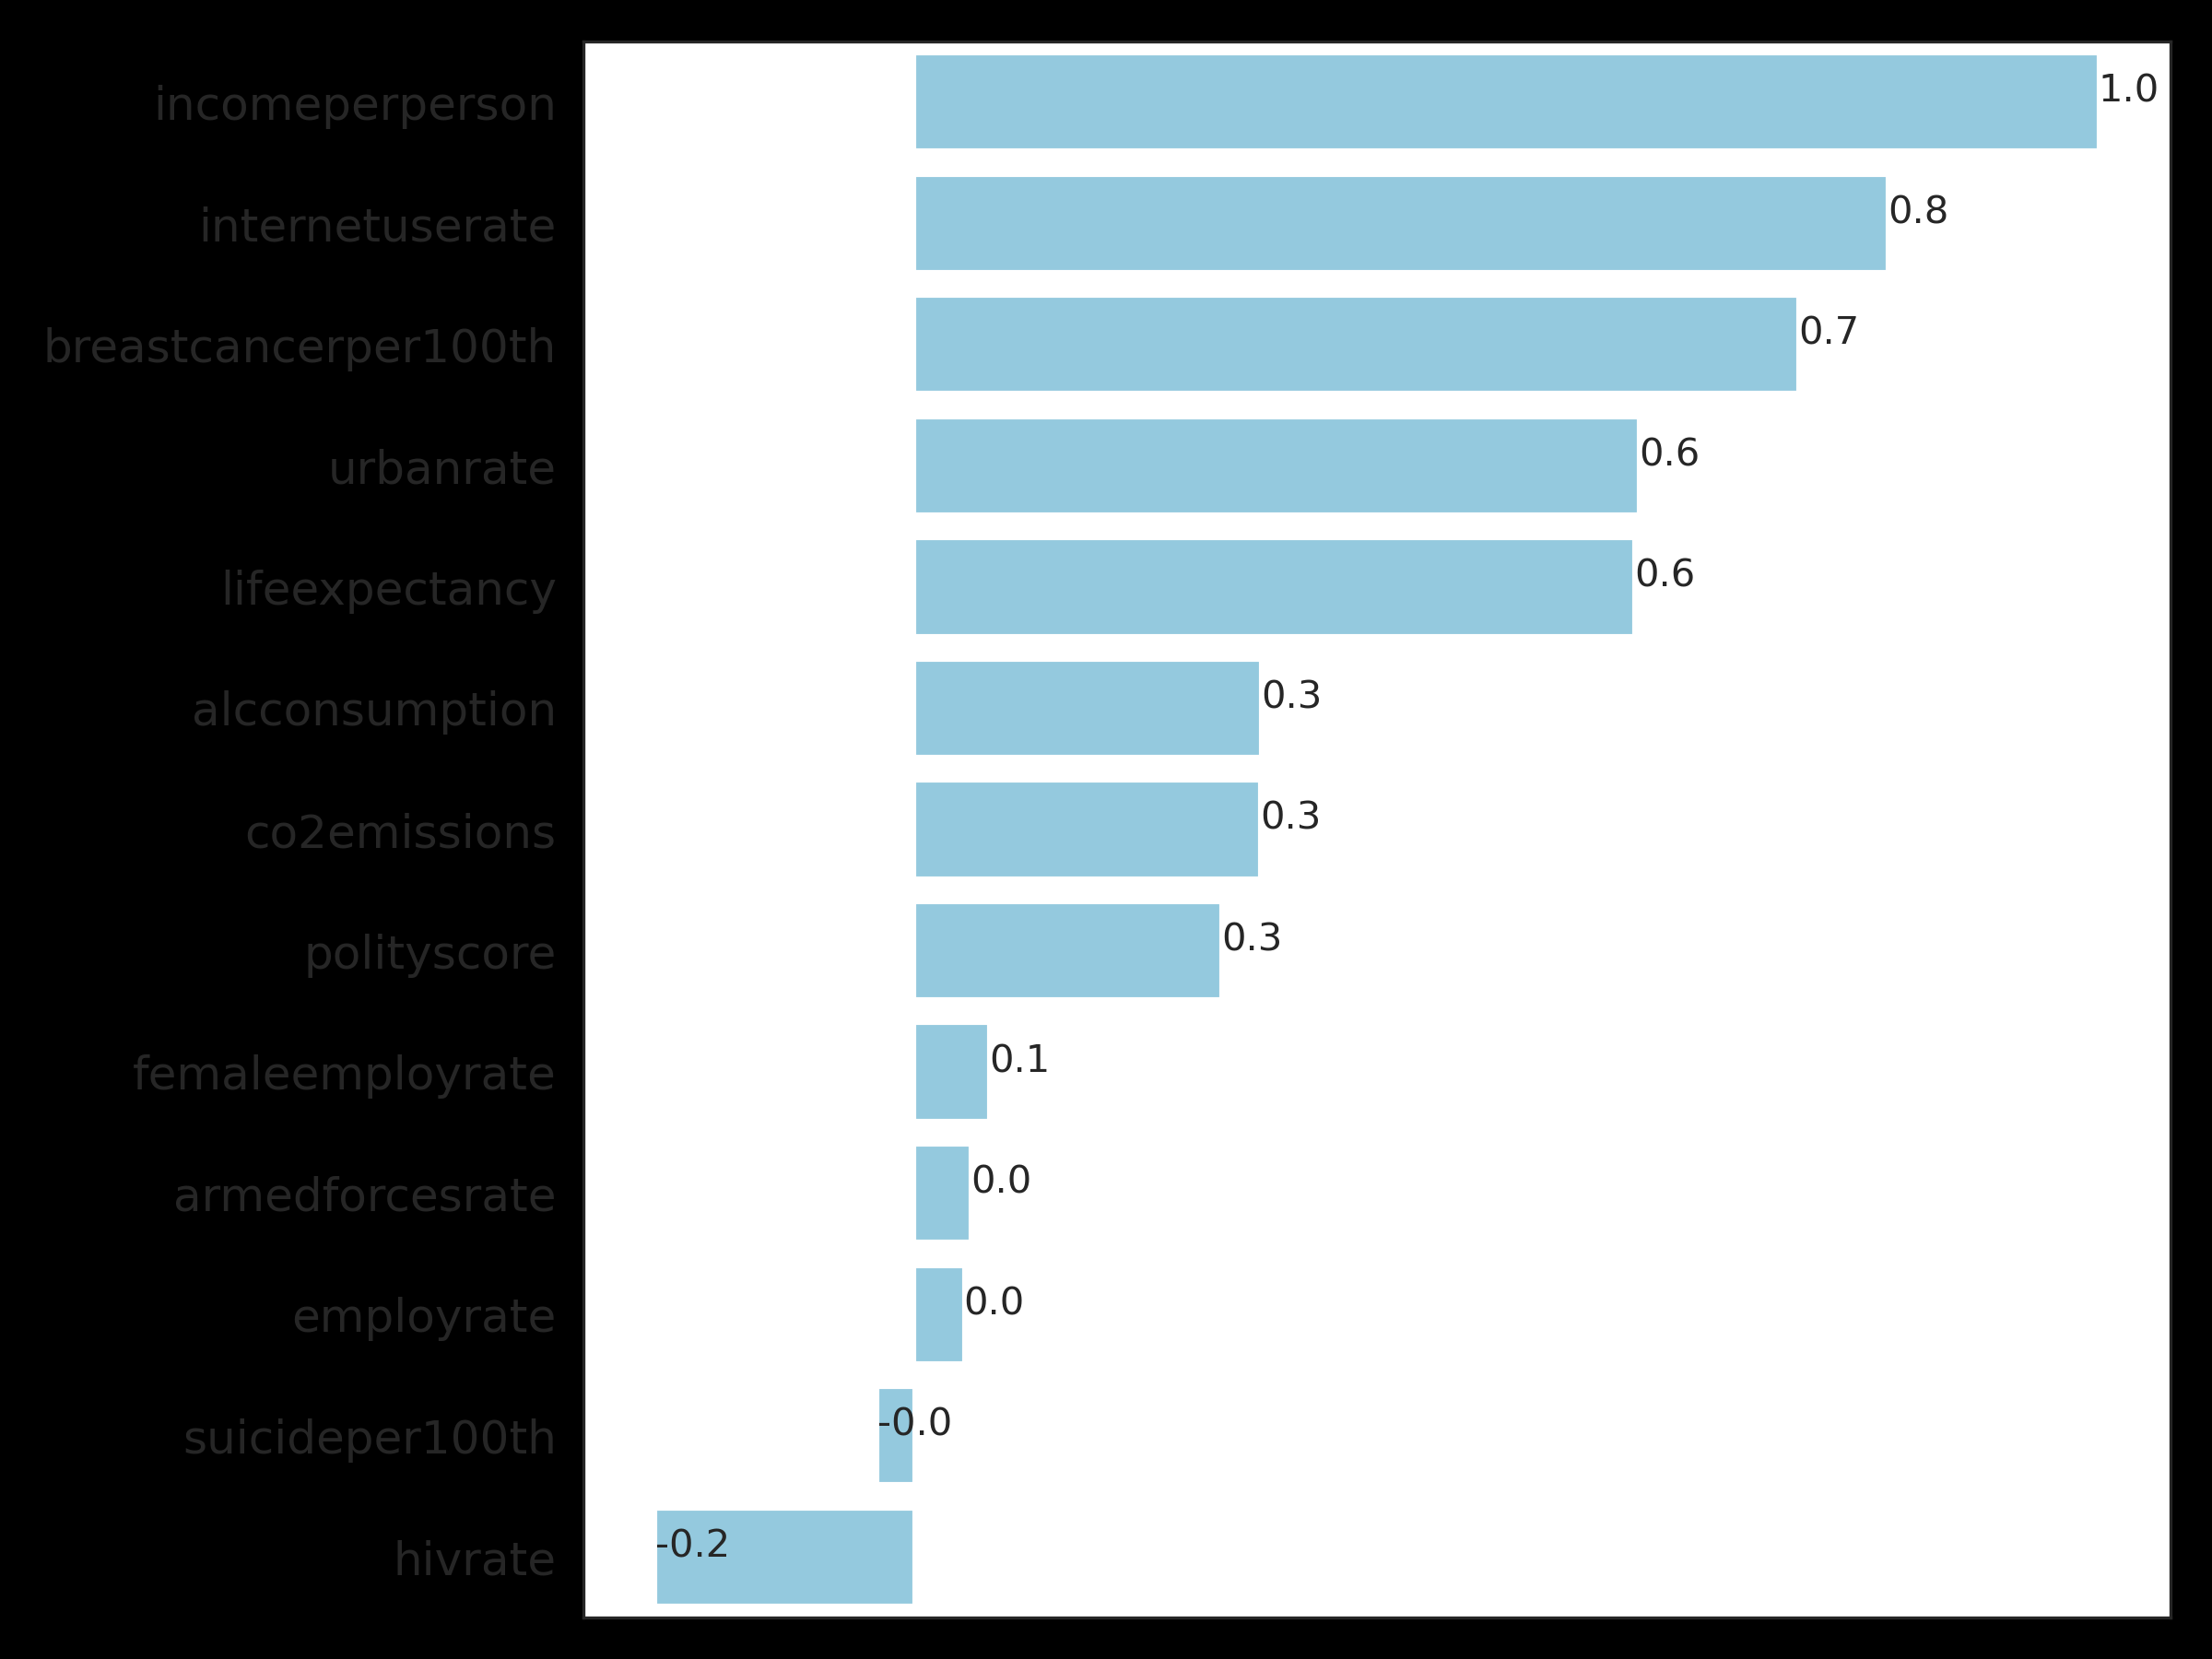 incomeperperson 1.0
internetuserate 0.8
breastcancerper100th 0.7
urbanrate 0.6
lifeexpectancy 0.6
alcconsumption 0.3
co2emissions 0.3
polityscore 0.3
femaleemployrate 0.1
armedforcesrate 0.0
employrate 0.0
suicideper100th -0.0
hivrate -0.2